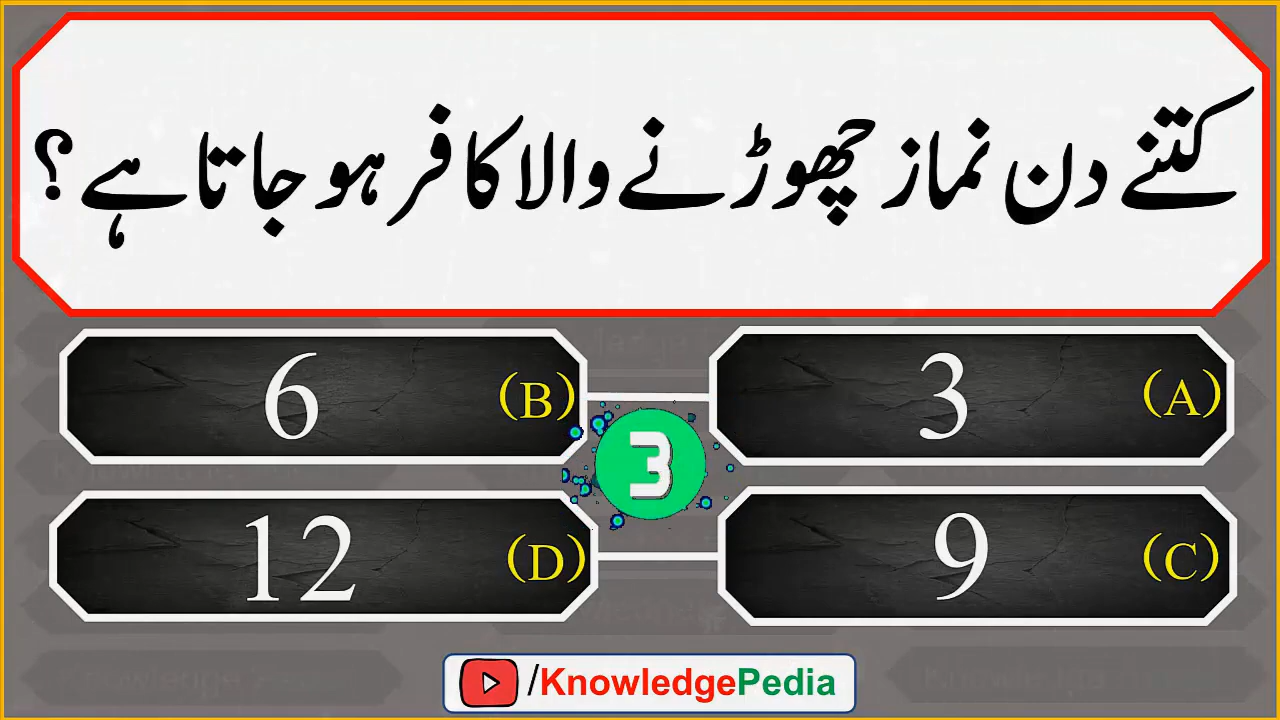 کتنے دن نماز چھوڑنے والا کافر ہو جاتا ہے؟
(A) 3
(B) 6
3
(C) 9
(D) 12
/KnowledgePedia